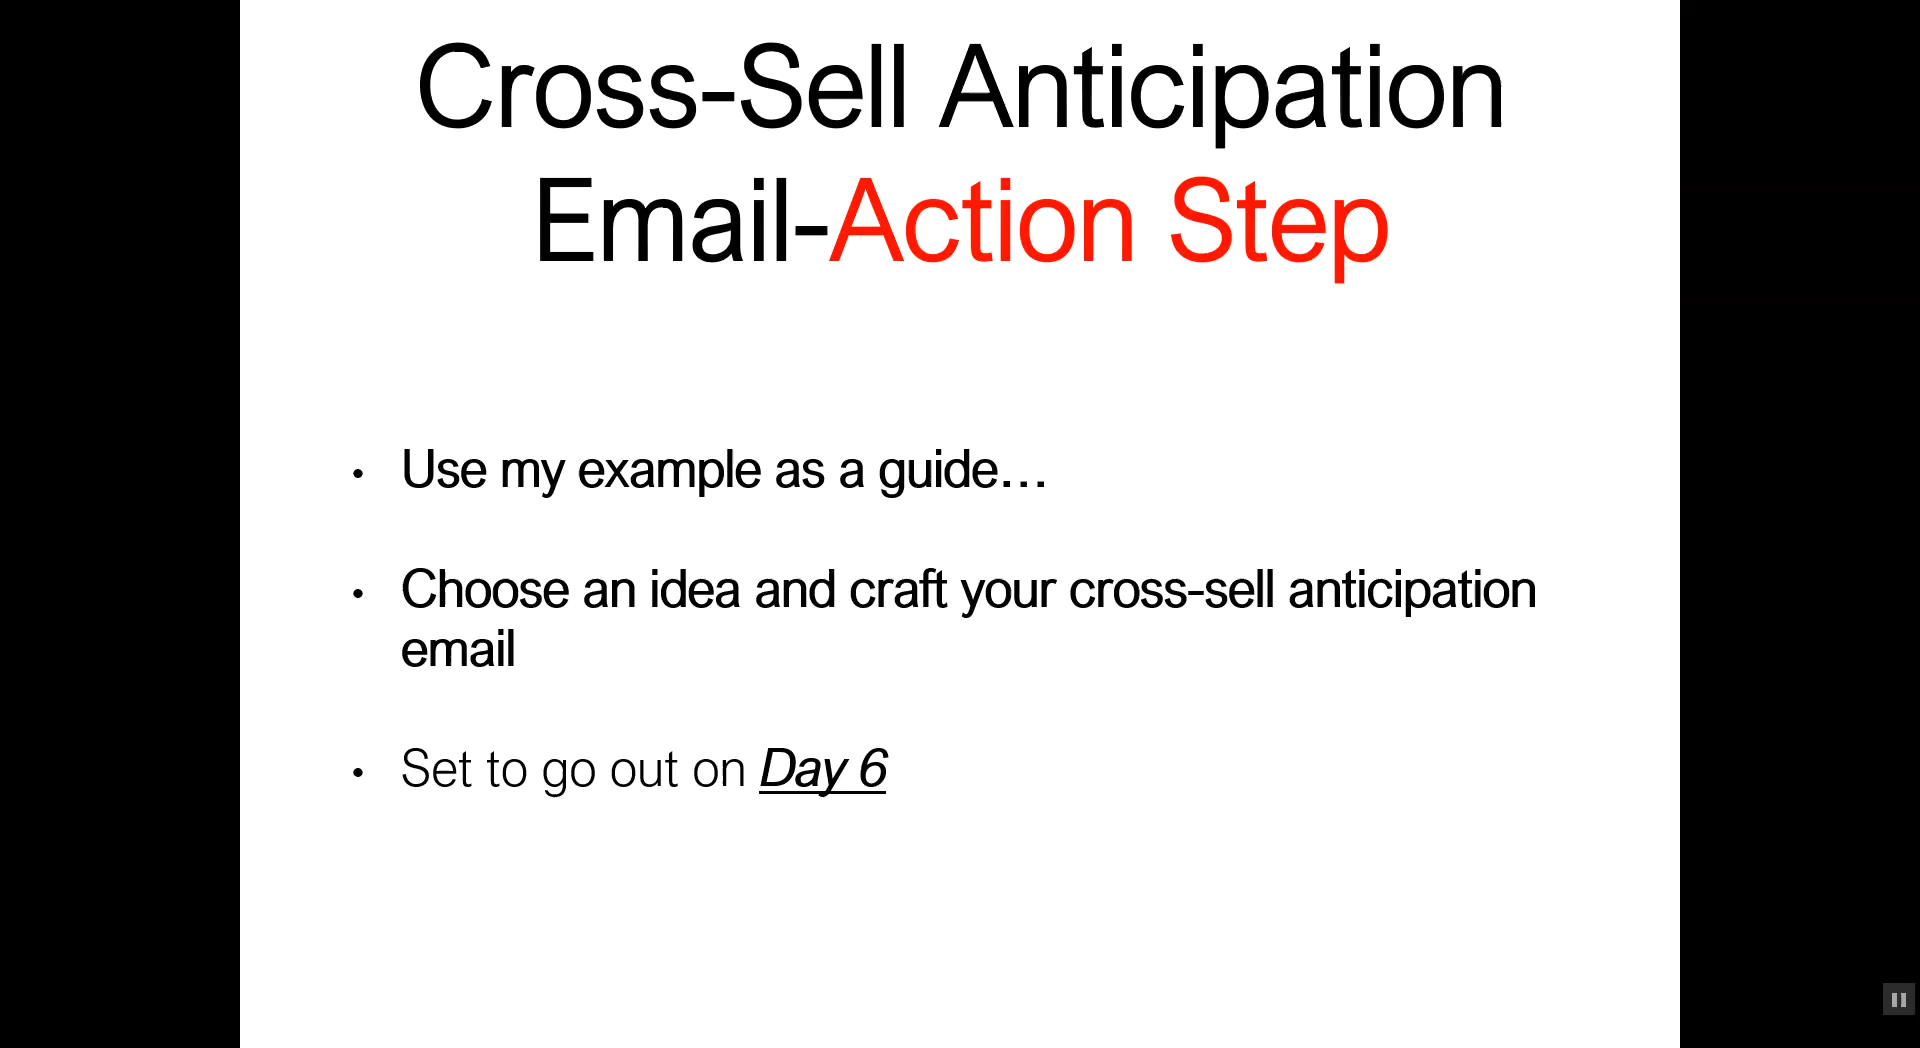 Cross-Sell Anticipation
Email-Action Step
• Use my example as a guide…
• Choose an idea and craft your cross-sell anticipation
email
• Set to go out on Day 6